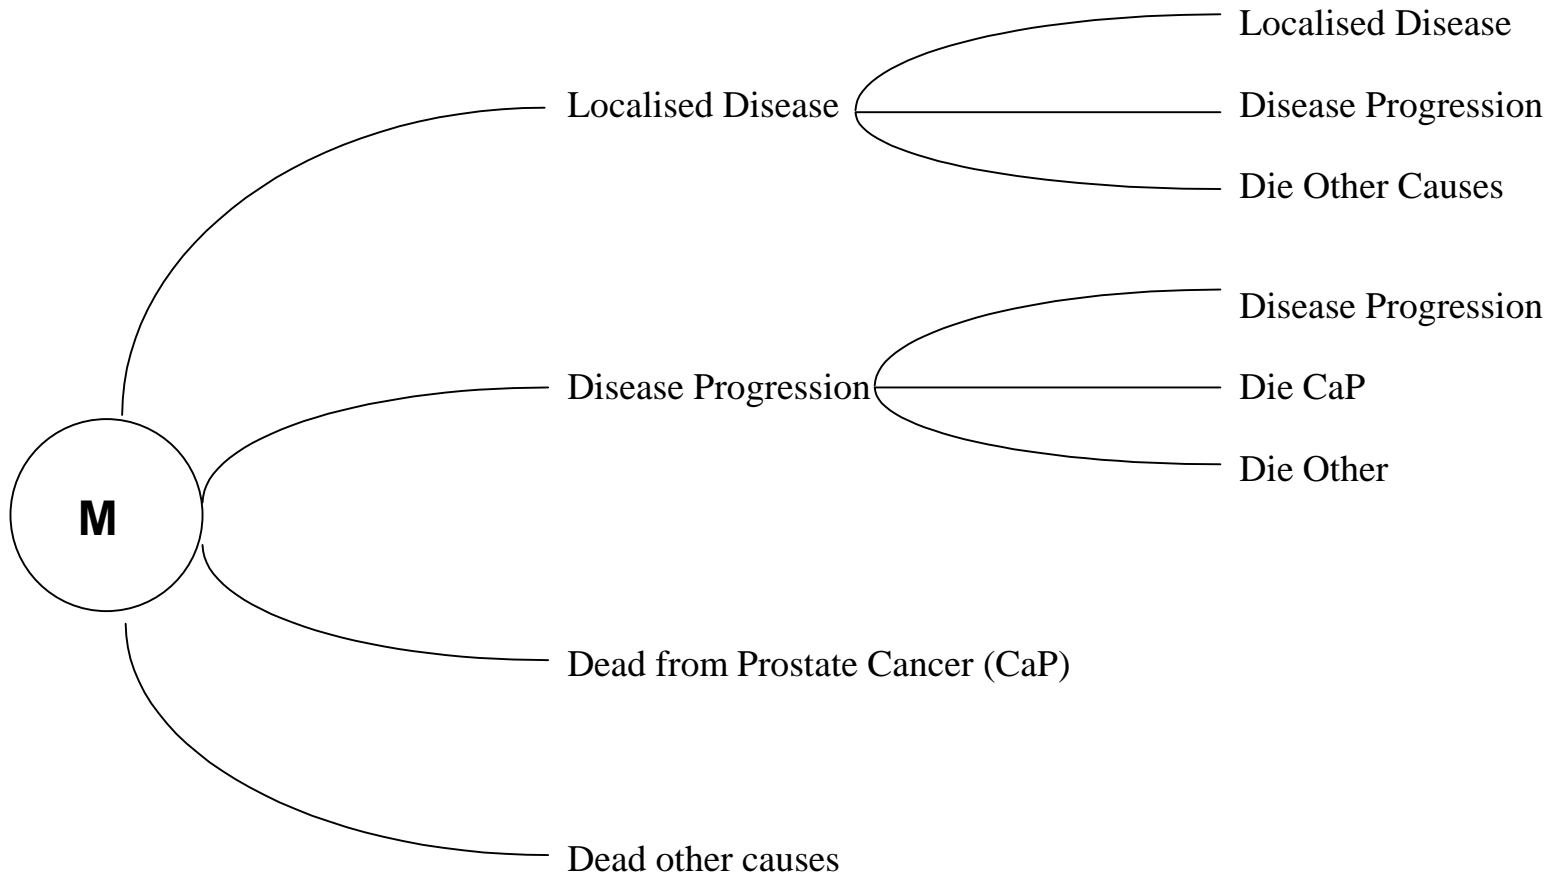 Localised Disease
Localised Disease
Disease Progression
Die Other Causes
Disease Progression
Disease Progression
Die CaP
Die Other
M
Dead from Prostate Cancer (CaP)
Dead other causes